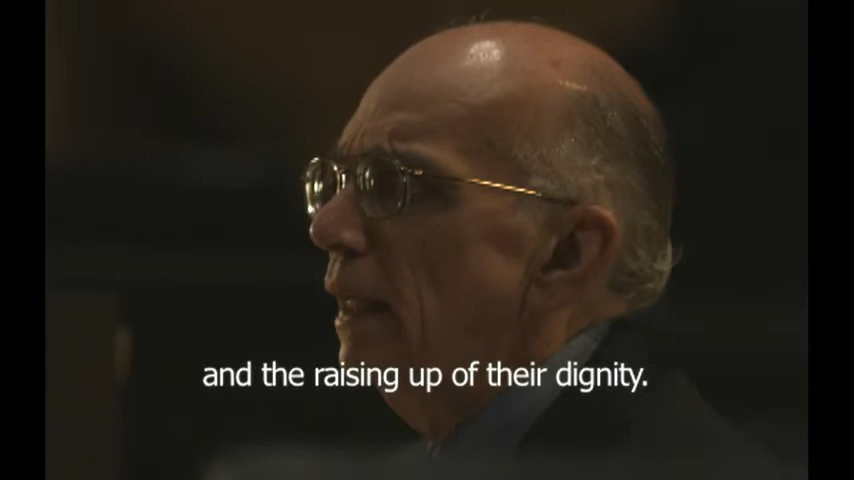 and the raising up of their dignity.